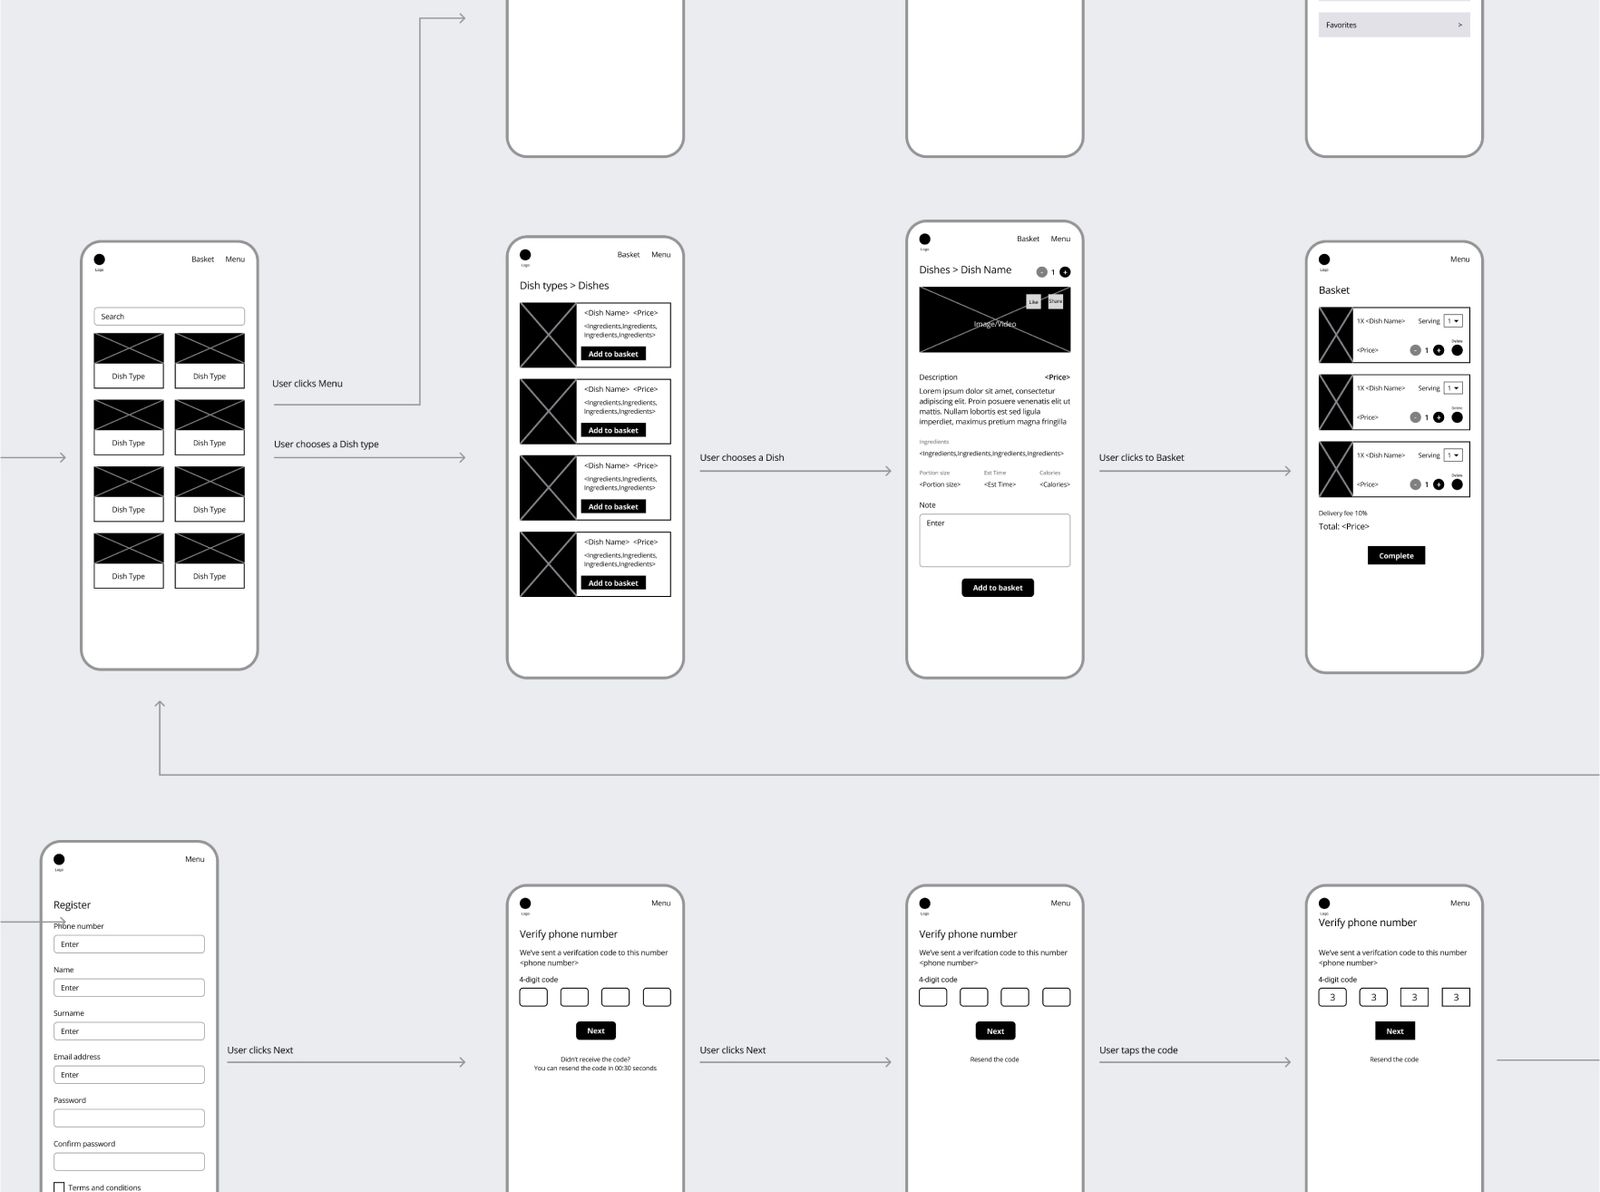 Favorites >
Logo
Basket Menu
Search
Dish Type Dish Type
Dish Type Dish Type
Dish Type Dish Type
Dish Type Dish Type
User clicks Menu
User chooses a Dish type
Logo
Basket Menu
Dish types > Dishes
<Dish Name> <Price>
<Ingredients,Ingredients,
Ingredients,Ingredients>
Add to basket
<Dish Name> <Price>
<Ingredients,Ingredients,
Ingredients,Ingredients>
Add to basket
<Dish Name> <Price>
<Ingredients,Ingredients,
Ingredients,Ingredients>
Add to basket
<Dish Name> <Price>
<Ingredients,Ingredients,
Ingredients,Ingredients>
Add to basket
User chooses a Dish
Logo
Basket Menu
Dishes > Dish Name - 1 +
Like Share
Image/Video
Description <Price>
Lorem ipsum dolor sit amet, consectetur
adipiscing elit. Proin posuere venenatis elit ut
mattis. Nullam lobortis est sed ligula
imperdiet, maximus pretium magna fringilla
Ingredients
<Ingredients,Ingredients,Ingredients,Ingredients>
Portion size Est Time Calories
<Portion size> <Est Time> <Calories>
Note
Enter
Add to basket
User clicks to Basket
Logo
Menu
Basket
1X <Dish Name> Serving 1
Delete
<Price> - 1 +
1X <Dish Name> Serving 1
Delete
<Price> - 1 +
1X <Dish Name> Serving 1
Delete
<Price> - 1 +
Delivery fee 10%
Total: <Price>
Complete
Logo
Menu
Register
Phone number
Enter
Name
Enter
Surname
Enter
Email address
Enter
Password
Confirm password
Terms and conditions
User clicks Next
Logo
Menu
Verify phone number
We've sent a verifcation code to this number
<phone number>
4-digit code
Next
Didn't receive the code?
You can resend the code in 00:30 seconds
User clicks Next
Logo
Menu
Verify phone number
We've sent a verifcation code to this number
<phone number>
4-digit code
Next
Resend the code
User taps the code
Logo
Menu
Verify phone number
We've sent a verifcation code to this number
<phone number>
4-digit code
3 3 3 3
Next
Resend the code